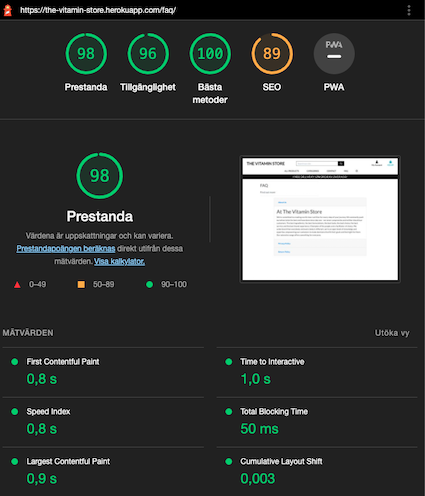 https://the-vitamin-store.herokuapp.com/faq/
98 96 100 89 PWA
Prestanda Tillgänglighet Bästa metoder SEO PWA
98
Prestanda
Värdena är uppskattningar och kan variera.
Prestandapoängen beräknas direkt utifrån dessa
mätvärden. Visa kalkylator.
0–49 50–89 90–100
THE VITAMIN STORE
FAQ
At The Vitamin Store
MÄTVÄRDEN Utöka vy
First Contentful Paint Time to Interactive
0,8 s 1,0 s
Speed Index Total Blocking Time
0,8 s 50 ms
Largest Contentful Paint Cumulative Layout Shift
0,9 s 0,003